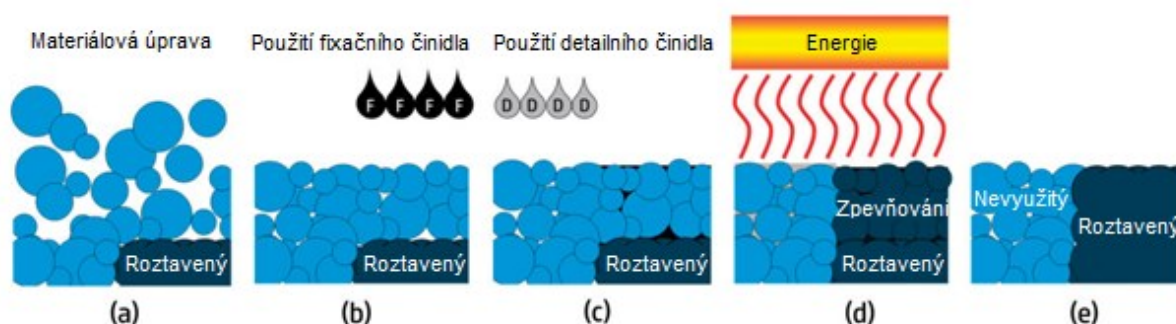 Materiálová úprava
Použití fixačního činidla
Použití detailního činidla
Energie
F F F F
D D D D
Roztavený
Roztavený
Roztavený
Zpevňování
Roztavený
Nevyužitý
Roztavený
(a)
(b)
(c)
(d)
(e)